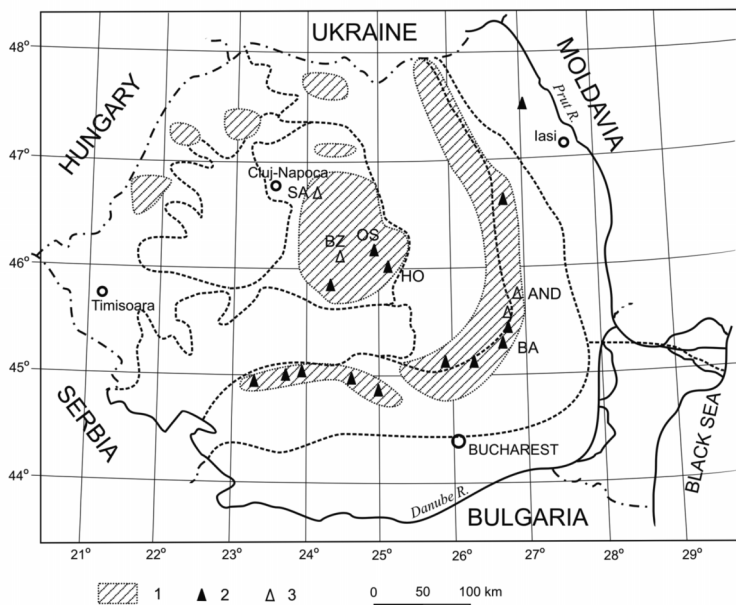 UKRAINE
48°
MOLDAVIA
HUNGARY
Prut R.
Iasi
47°
Cluj-Napoca
SA
OS
BZ
46°
HO
AND
Timisoara
BA
45°
SERBIA
BLACK SEA
BUCHAREST
44°
Danube R.
BULGARIA
21° 22° 23° 24° 25° 26° 27° 28° 29°
1 2 3 0 50 100 km